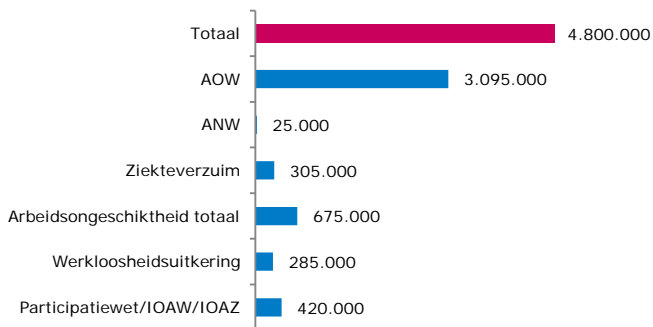 Totaal 4.800.000
AOW 3.095.000
ANW 25.000
Ziekteverzuim 305.000
Arbeidsongeschiktheid totaal 675.000
Werkloosheidsuitkering 285.000
Participatiewet/IOAW/IOAZ 420.000